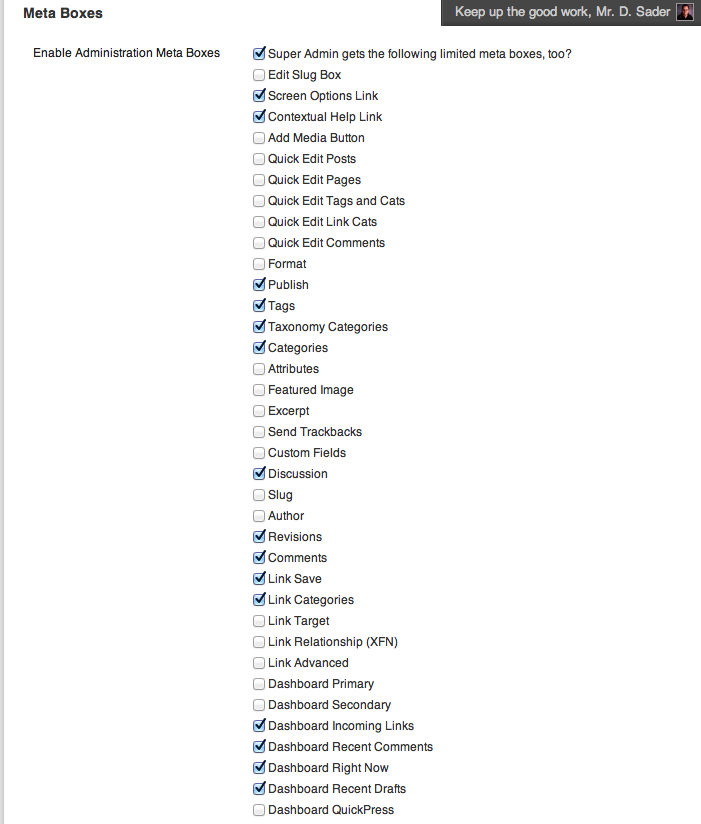 Meta Boxes
Keep up the good work, Mr. D. Sader
Enable Administration Meta Boxes
Super Admin gets the following limited meta boxes, too?
Edit Slug Box
Screen Options Link
Contextual Help Link
Add Media Button
Quick Edit Posts
Quick Edit Pages
Quick Edit Tags and Cats
Quick Edit Link Cats
Quick Edit Comments
Format
Publish
Tags
Taxonomy Categories
Categories
Attributes
Featured Image
Excerpt
Send Trackbacks
Custom Fields
Discussion
Slug
Author
Revisions
Comments
Link Save
Link Categories
Link Target
Link Relationship (XFN)
Link Advanced
Dashboard Primary
Dashboard Secondary
Dashboard Incoming Links
Dashboard Recent Comments
Dashboard Right Now
Dashboard Recent Drafts
Dashboard QuickPress